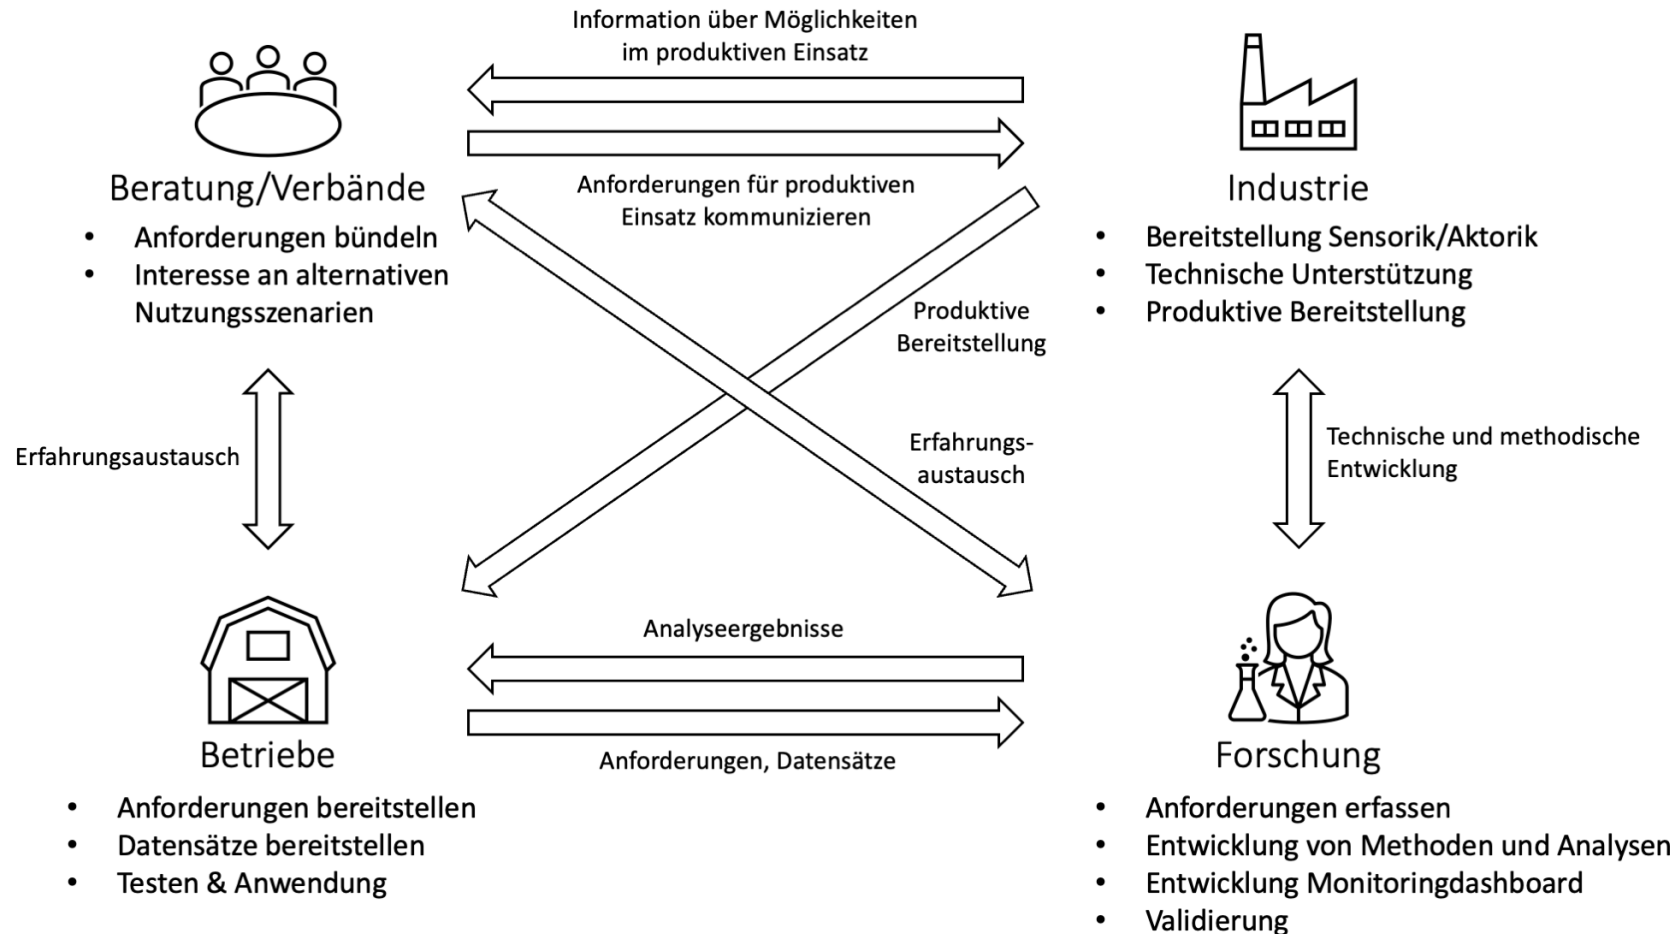 Information über Möglichkeiten
im produktiven Einsatz
Anforderungen für produktiven
Einsatz kommunizieren
Beratung/Verbände
• Anforderungen bündeln
• Interesse an alternativen
Nutzungsszenarien
Industrie
• Bereitstellung Sensorik/Aktorik
• Technische Unterstützung
• Produktive Bereitstellung
Produktive
Bereitstellung
Erfahrungsaustausch
Erfahrungs-
austausch
Technische und methodische
Entwicklung
Analyseergebnisse
Anforderungen, Datensätze
Betriebe
• Anforderungen bereitstellen
• Datensätze bereitstellen
• Testen & Anwendung
Forschung
• Anforderungen erfassen
• Entwicklung von Methoden und Analysen
• Entwicklung Monitoringdashboard
• Validierung